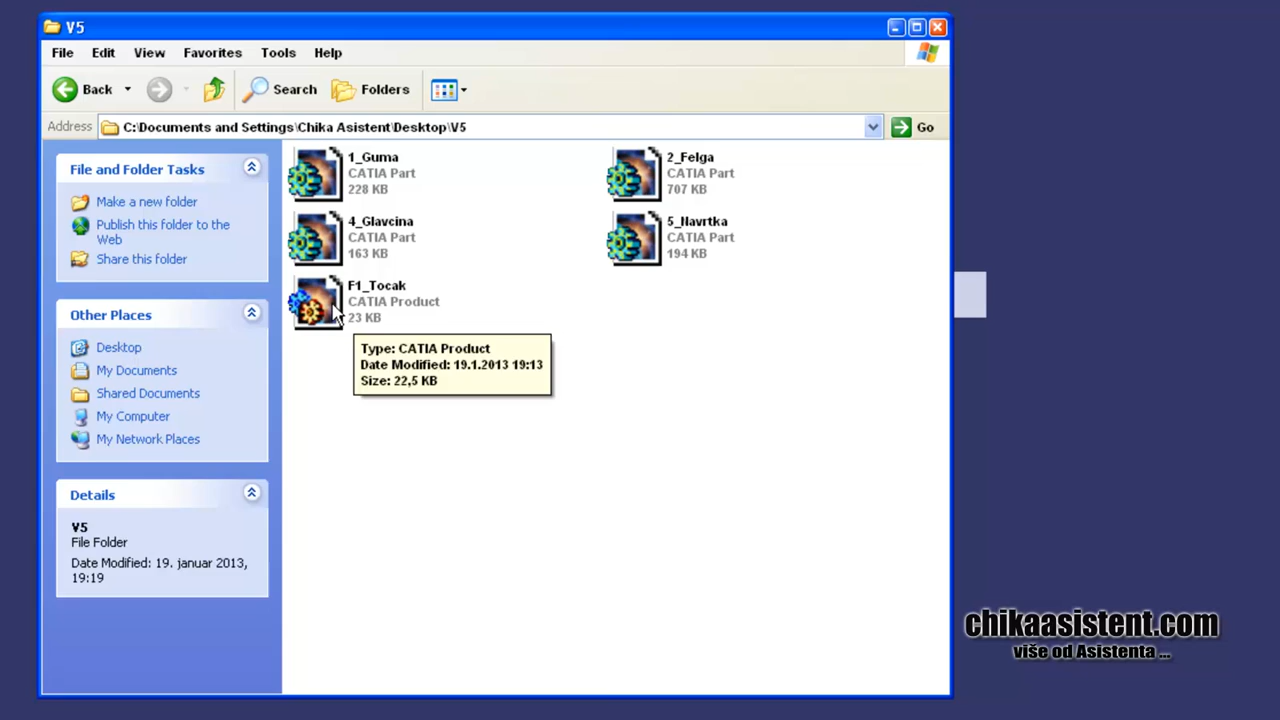 V5
File Edit View Favorites Tools Help
Back Search Folders
Address C:\Documents and Settings\Chika Asistent\Desktop\V5 Go
File and Folder Tasks
Make a new folder
Publish this folder to the
Web
Share this folder
Other Places
Desktop
My Documents
Shared Documents
My Computer
My Network Places
Details
V5
File Folder
Date Modified: 19. januar 2013,
19:19
1_Guma
CATIA Part
228 KB
2_Felga
CATIA Part
707 KB
4_Glavcina
CATIA Part
163 KB
5_Navrtka
CATIA Part
194 KB
F1_Tocak
CATIA Product
23 KB
Type: CATIA Product
Date Modified: 19.1.2013 19:13
Size: 22,5 KB
chikaasistent.com
više od Asistenta ...